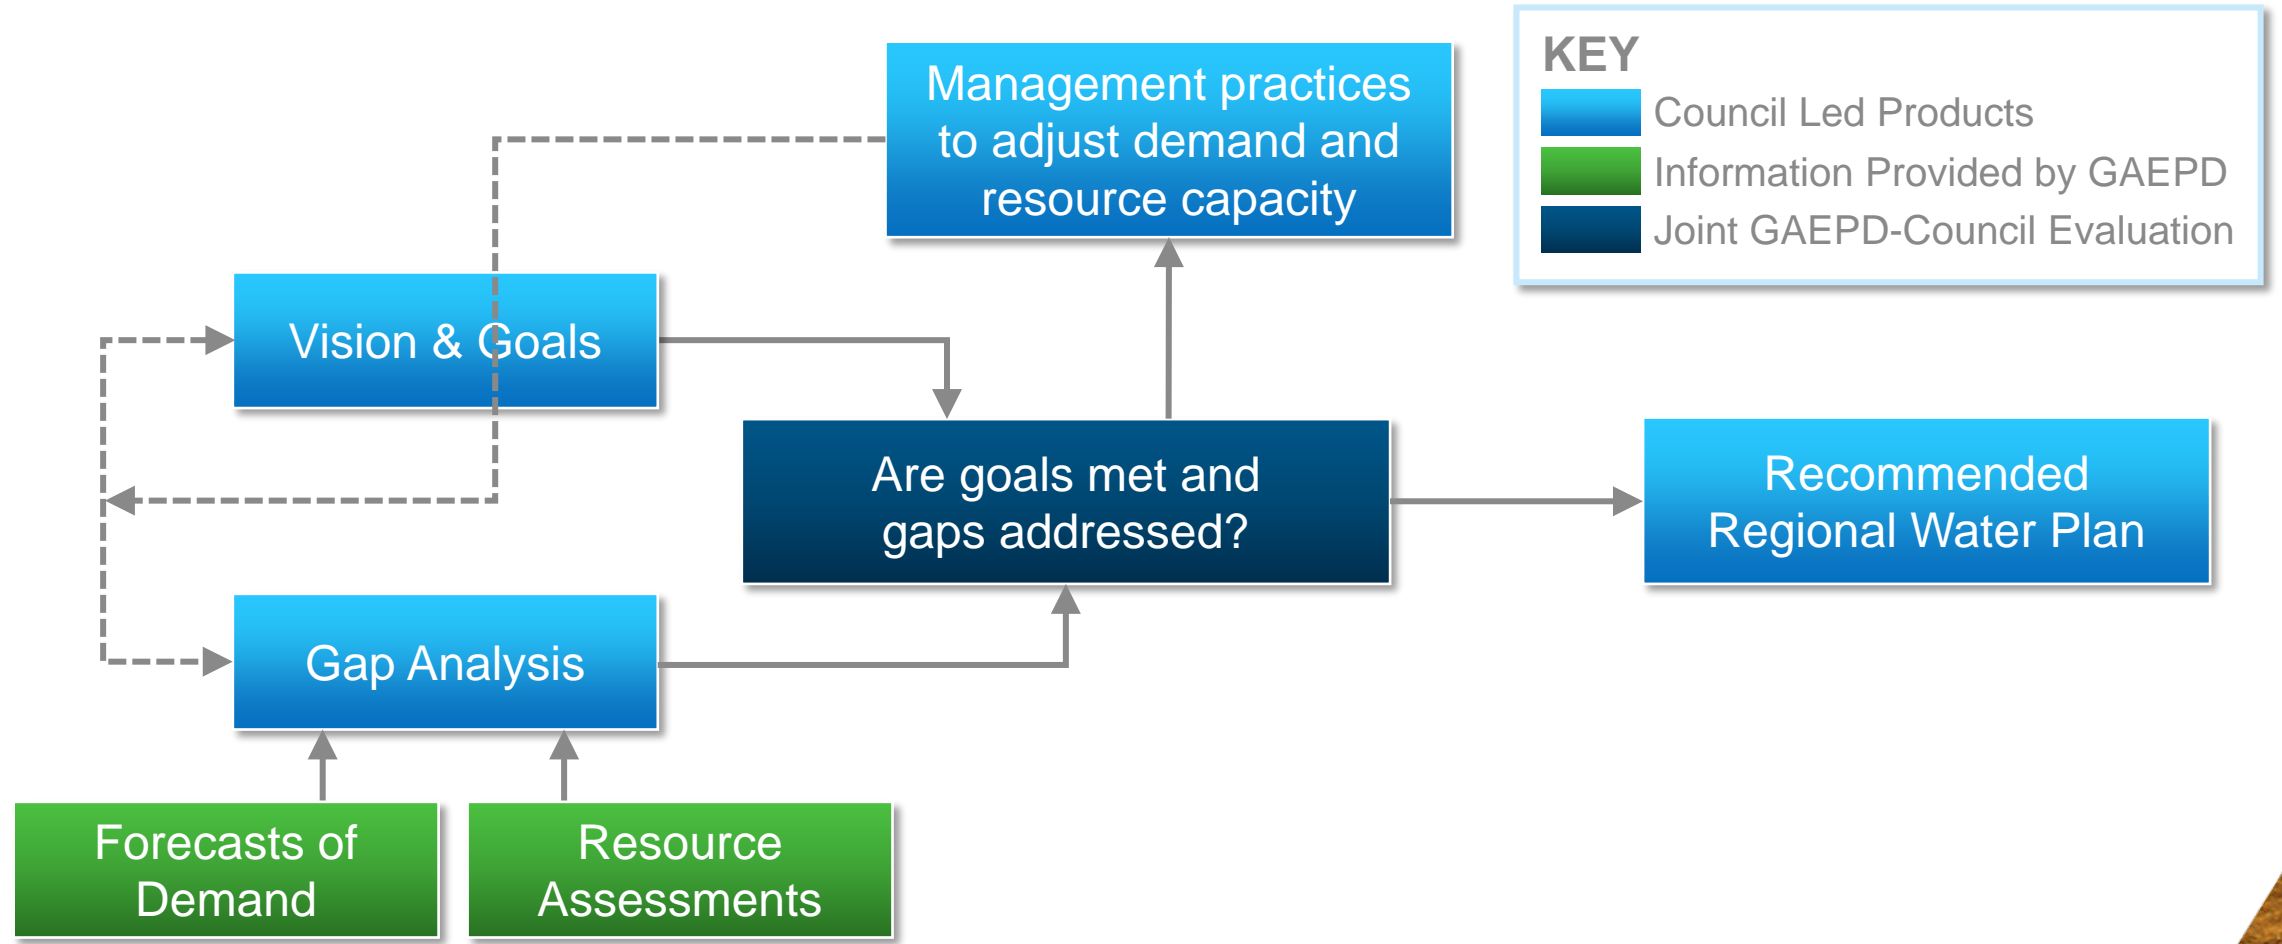 KEY
Council Led Products
Information Provided by GAEPD
Joint GAEPD-Council Evaluation
Management practices
to adjust demand and
resource capacity
Vision & Goals
Are goals met and
gaps addressed?
Recommended
Regional Water Plan
Gap Analysis
Forecasts of
Demand
Resource
Assessments